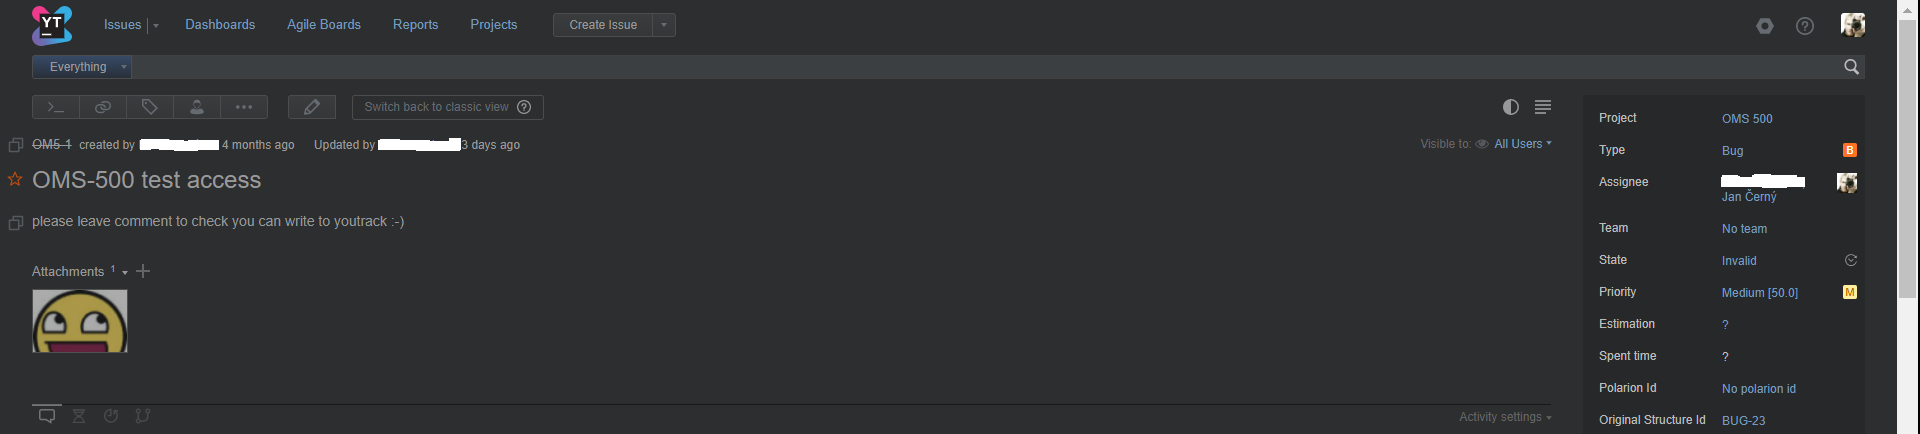 YT
Issues Dashboards Agile Boards Reports Projects Create Issue
Everything
Switch back to classic view
OM5-1 created by 4 months ago Updated by 3 days ago
Visible to: All Users
OMS-500 test access
please leave comment to check you can write to youtrack :-)
Attachments 1
Activity settings
Project OMS 500
Type Bug B
Assignee
Jan Černý
Team No team
State Invalid
Priority Medium [50.0] M
Estimation ?
Spent time ?
Polarion Id No polarion id
Original Structure Id BUG-23